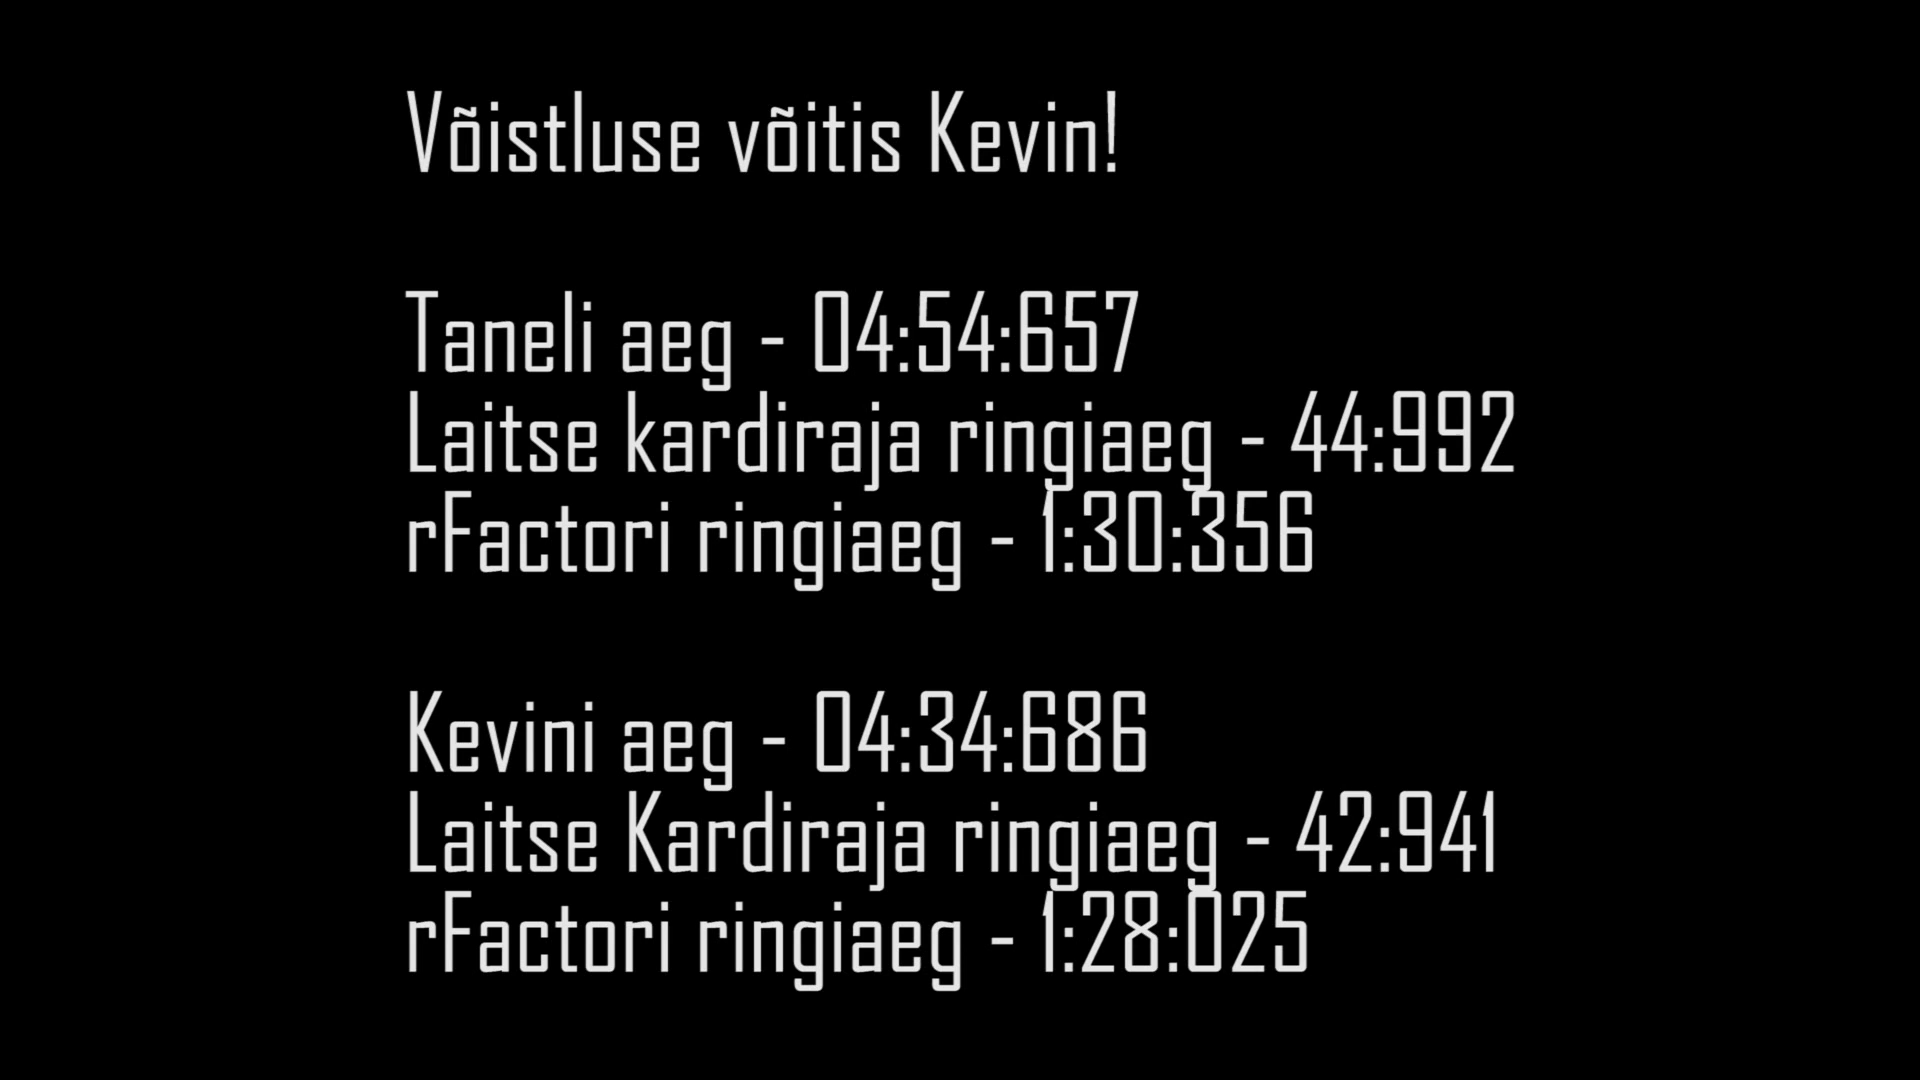 Võistluse võitis Kevin!
Taneli aeg - 04:54:657
Laitse kardiraja ringiaeg - 44:992
rFactori ringiaeg - 1:30:356
Kevini aeg - 04:34:686
Laitse Kardiraja ringiaeg - 42:941
rFactori ringiaeg - 1:28:025